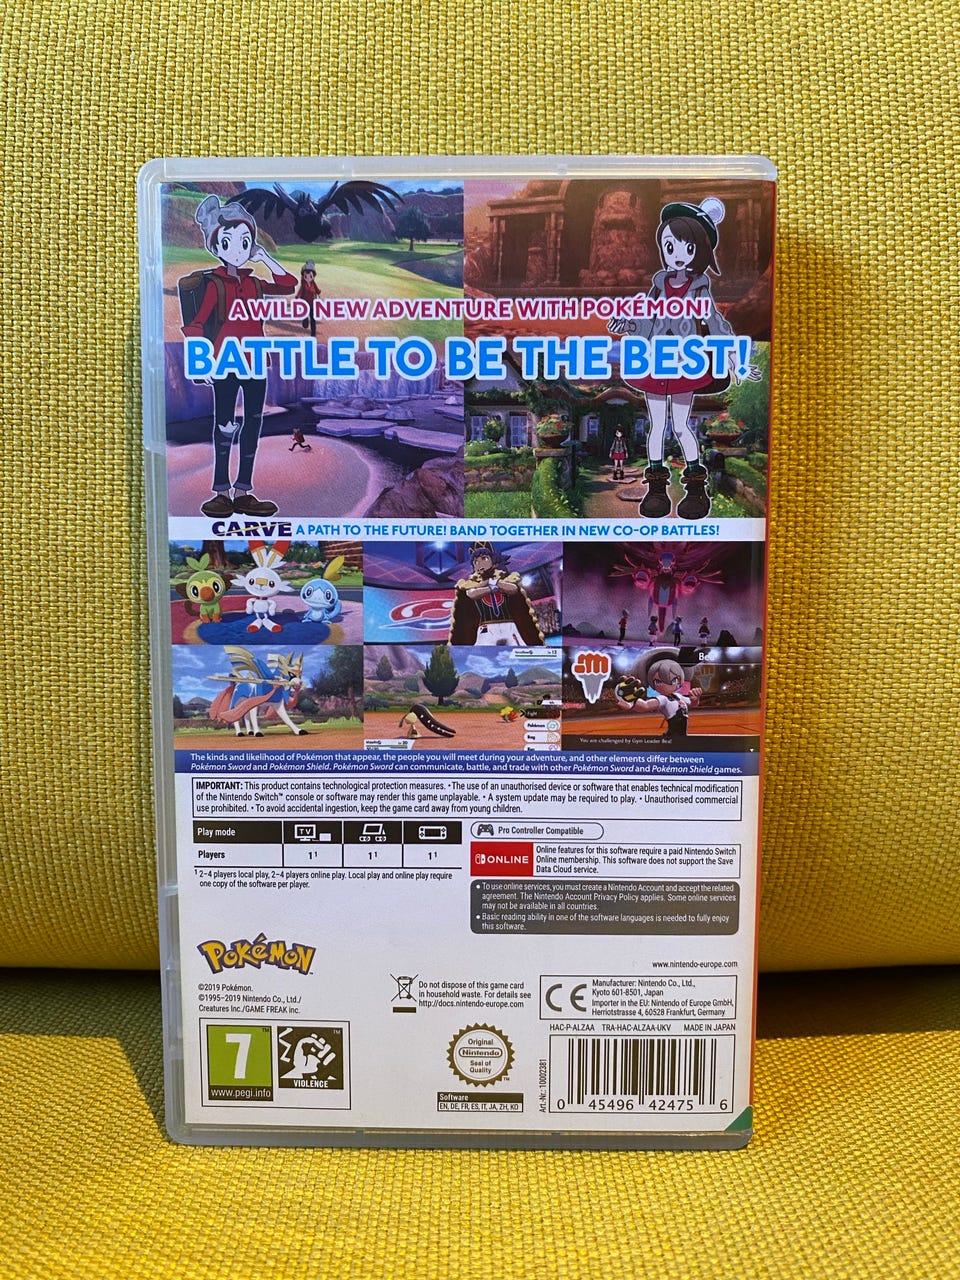 A WILD NEW ADVENTURE WITH POKÉMON!
BATTLE TO BE THE BEST!
CARVE A PATH TO THE FUTURE! BAND TOGETHER IN NEW CO-OP BATTLES!
Lv. 13
Bea
Fight
Pokémon
Bag
Run
Lv. 20
You are challenged by Gym Leader Bea!
The kinds and likelihood of Pokémon that appear, the people you will meet during your adventure, and other elements differ between
Pokémon Sword and Pokémon Shield. Pokémon Sword can communicate, battle, and trade with other Pokémon Sword and Pokémon Shield games.
IMPORTANT: This product contains technological protection measures. • The use of an unauthorised device or software that enables technical modification
of the Nintendo Switch™ console or software may render this game unplayable. • A system update may be required to play. • Unauthorised commercial
use prohibited. • To avoid accidental ingestion, keep the game card away from young children.
Play mode TV
Players 1¹ 1¹ 1¹
¹ 2–4 players local play, 2–4 players online play. Local play and online play require
one copy of the software per player.
Pro Controller Compatible
ONLINE
Online features for this software require a paid Nintendo Switch
Online membership. This software does not support the Save
Data Cloud service.
• To use online services, you must create a Nintendo Account and accept the related
agreement. The Nintendo Account Privacy Policy applies. Some online services
may not be available in all countries.
• Basic reading ability in one of the software languages is needed to fully enjoy
this software.
POKéMON
™
©2019 Pokémon.
©1995–2019 Nintendo Co., Ltd./
Creatures Inc./GAME FREAK inc.
Do not dispose of this game card
in household waste. For details see
http://docs.nintendo-europe.com
www.nintendo-europe.com
CE
Manufacturer: Nintendo Co., Ltd.,
Kyoto 601-8501, Japan
Importer in the EU: Nintendo of Europe GmbH,
Herriotstrasse 4, 60528 Frankfurt, Germany
HAC-P-ALZAA TRA-HAC-ALZAA-UKV MADE IN JAPAN
7
™
www.pegi.info
™
VIOLENCE
Original
Nintendo
Seal of
Quality
™
Software
EN, DE, FR, ES, IT, JA, ZH, KO
Art.-Nr.: 10002381
0 45496 42475 6